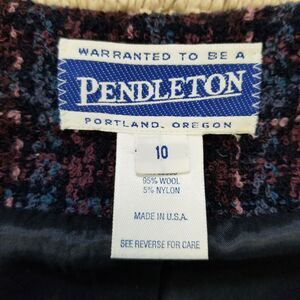 WARRANTED TO BE A
PENDLETON
PORTLAND, OREGON
10
95% WOOL
5% NYLON
MADE IN U.S.A.
SEE REVERSE FOR CARE